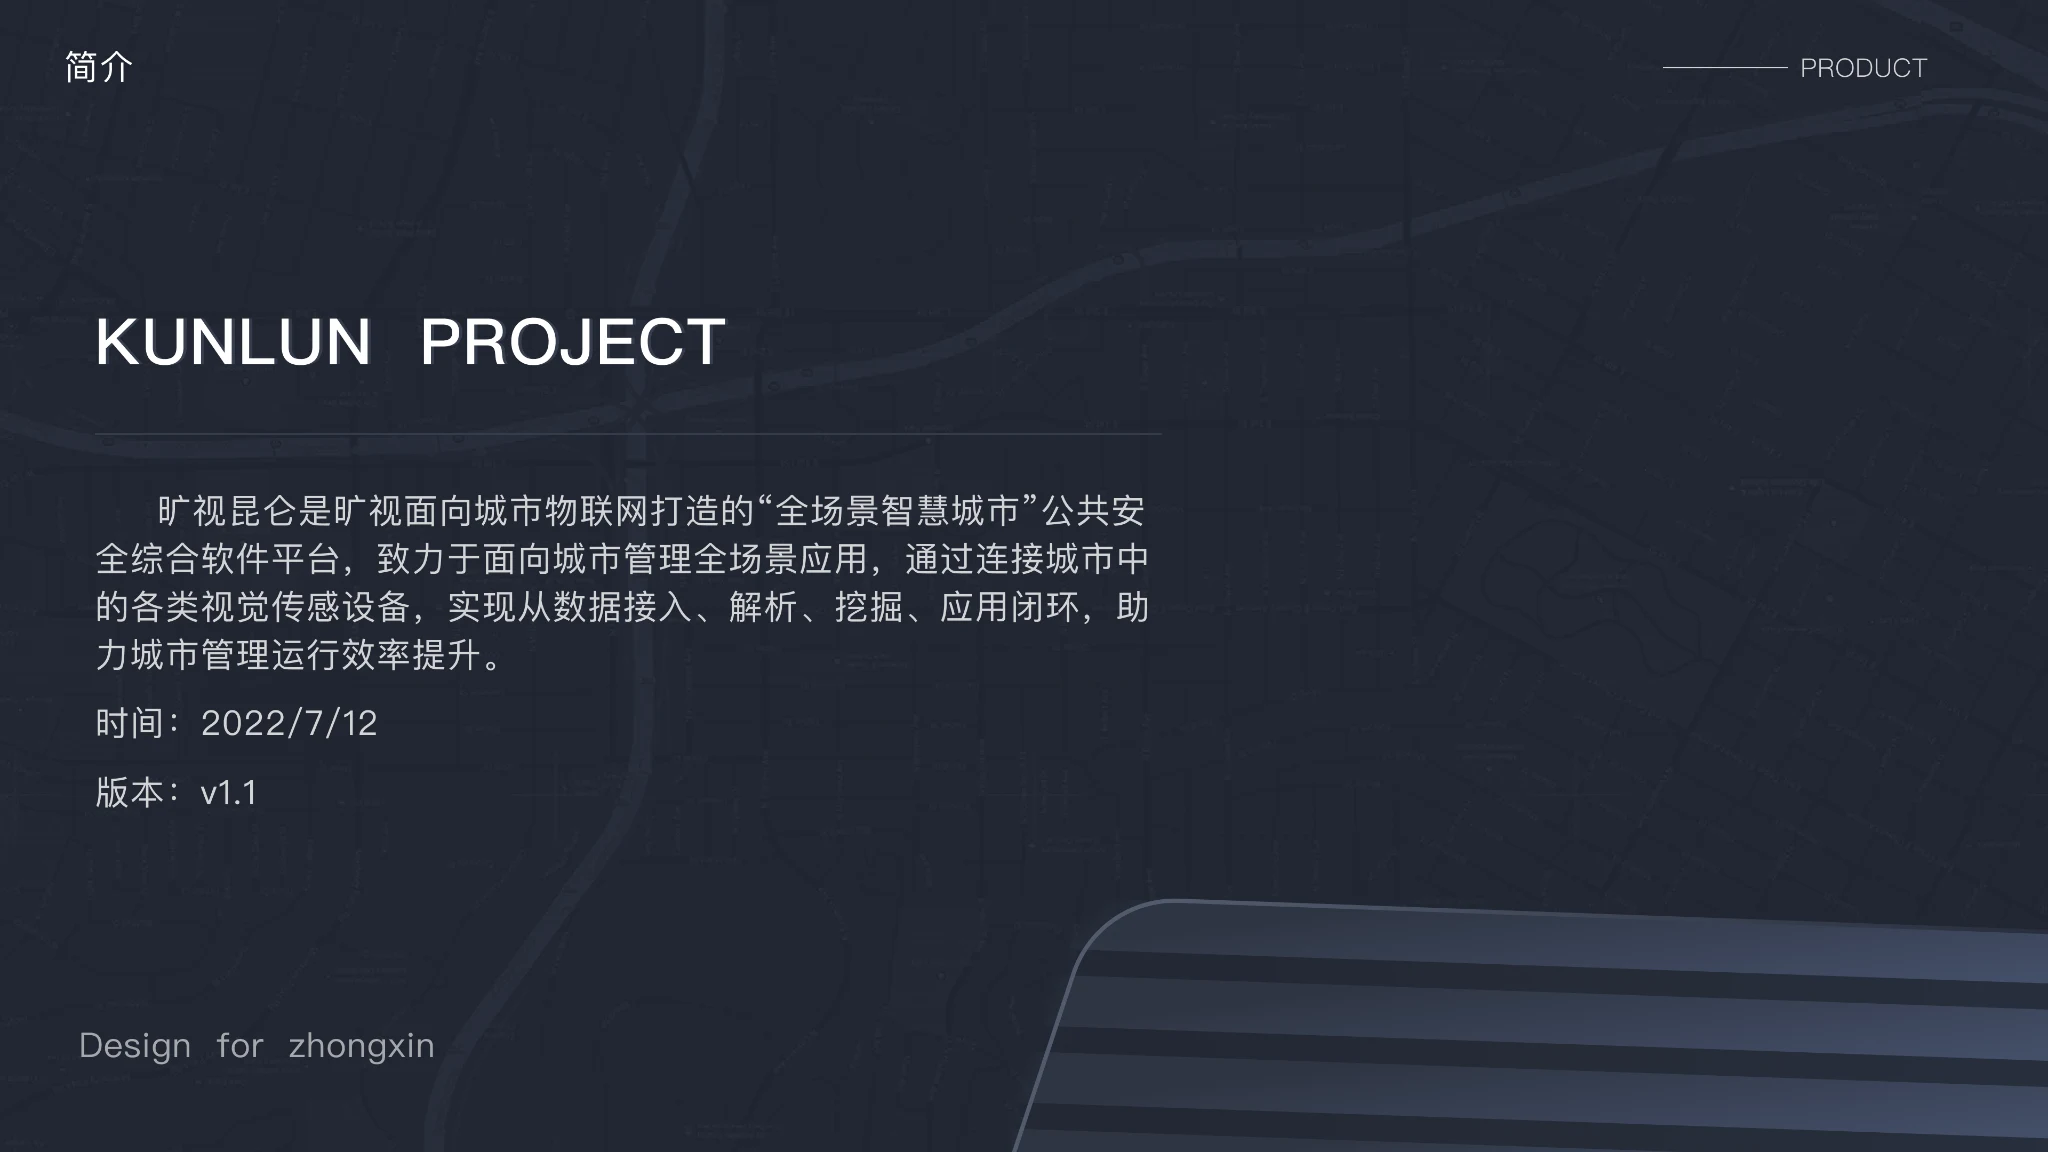 简介
PRODUCT
KUNLUN PROJECT
旷视昆仑是旷视面向城市物联网打造的“全场景智慧城市”公共安
全综合软件平台，致力于面向城市管理全场景应用，通过连接城市中
的各类视觉传感设备，实现从数据接入、解析、挖掘、应用闭环，助
力城市管理运行效率提升。
时间：2022/7/12
版本：v1.1
Design for zhongxin